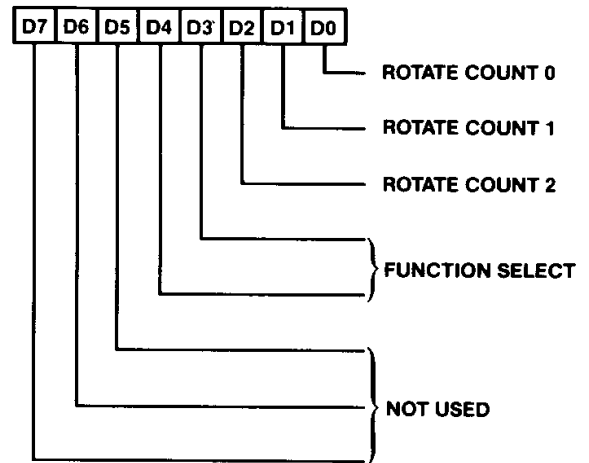 D7 D6 D5 D4 D3 D2 D1 D0
ROTATE COUNT 0
ROTATE COUNT 1
ROTATE COUNT 2
FUNCTION SELECT
NOT USED